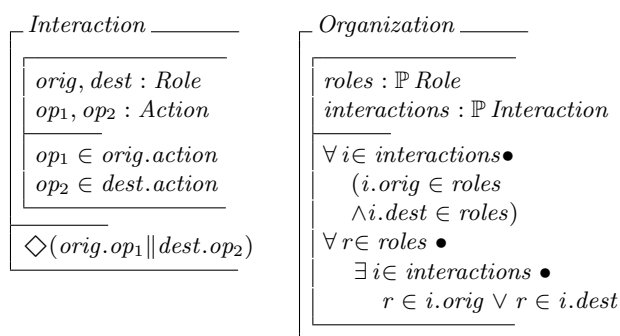 Interaction
orig, dest : Role
op₁, op₂ : Action
op₁ ∈ orig.action
op₂ ∈ dest.action
◇(orig.op₁‖dest.op₂)
Organization
roles : ℙ Role
interactions : ℙ Interaction
∀ i∈ interactions●
(i.orig ∈ roles
∧i.dest ∈ roles)
∀ r∈ roles ●
∃ i∈ interactions ●
r ∈ i.orig ∨ r ∈ i.dest